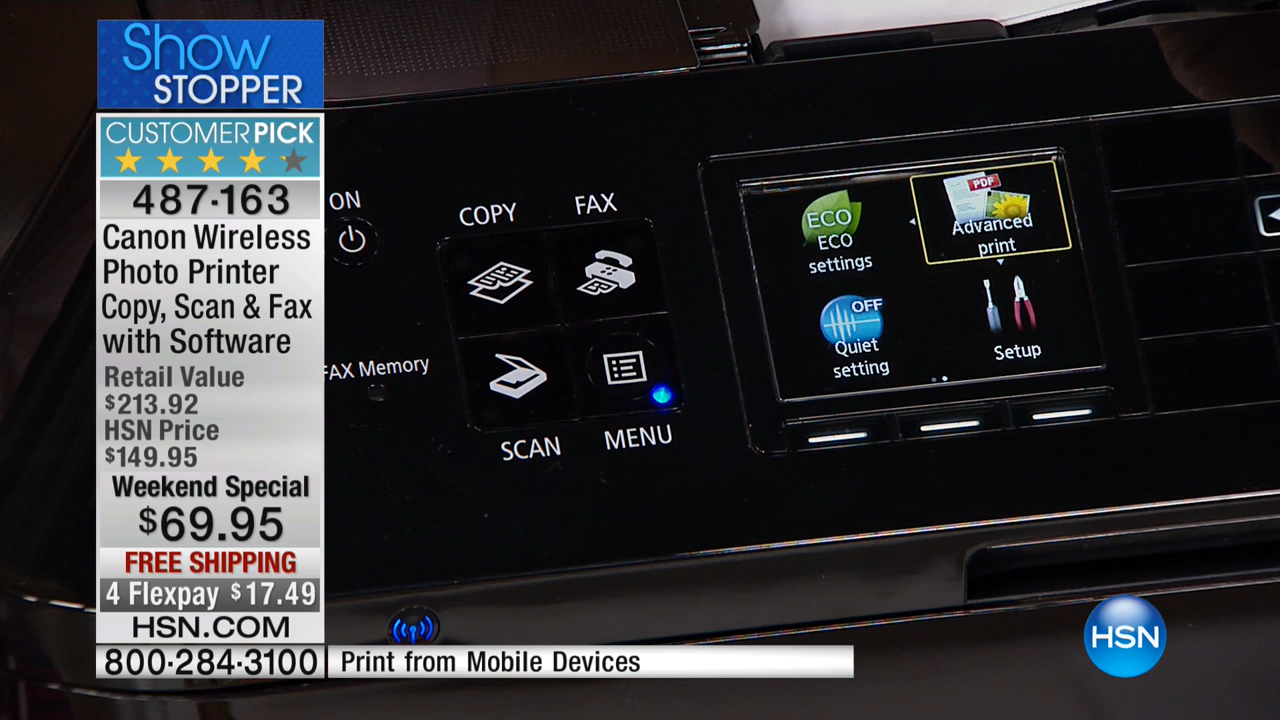 Show
STOPPER
CUSTOMERPICK
487·163
Canon Wireless
Photo Printer
Copy, Scan & Fax
with Software
Retail Value
$213.92
HSN Price
$149.95
Weekend Special
$69.95
FREE SHIPPING
4 Flexpay $17.49
HSN.COM
800·284·3100
Print from Mobile Devices
ON
COPY
FAX
FAX Memory
SCAN
MENU
ECO
ECO
settings
PDF
Advanced
print
OFF
Quiet
setting
Setup
HSN